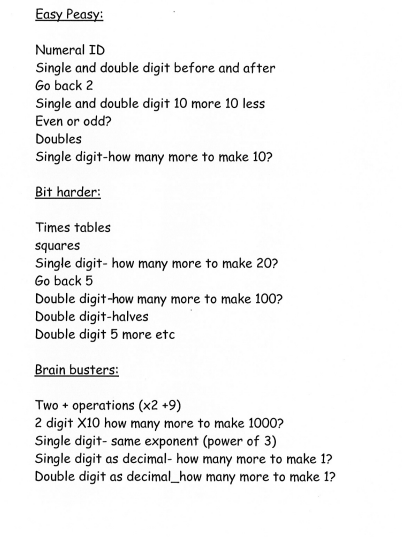 Easy Peasy:
Numeral ID
Single and double digit before and after
Go back 2
Single and double digit 10 more 10 less
Even or odd?
Doubles
Single digit-how many more to make 10?
Bit harder:
Times tables
squares
Single digit- how many more to make 20?
Go back 5
Double digit-how many more to make 100?
Double digit-halves
Double digit 5 more etc
Brain busters:
Two + operations (x2 +9)
2 digit X10 how many more to make 1000?
Single digit- same exponent (power of 3)
Single digit as decimal- how many more to make 1?
Double digit as decimal_how many more to make 1?